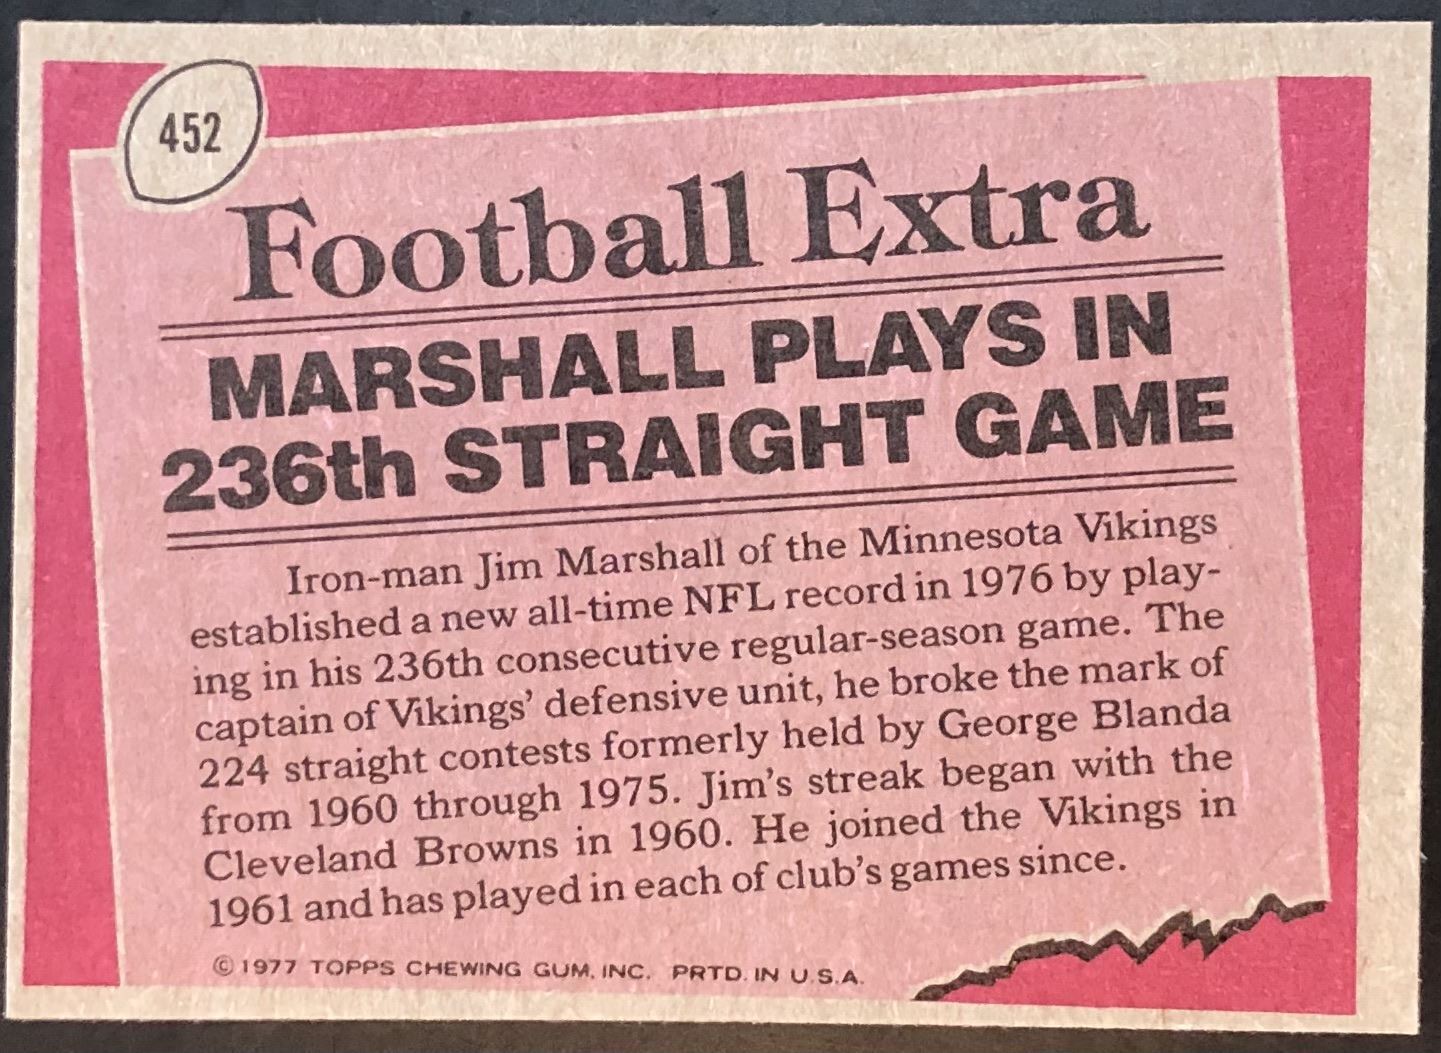 452
Football Extra
MARSHALL PLAYS IN
236th STRAIGHT GAME
Iron-man Jim Marshall of the Minnesota Vikings
established a new all-time NFL record in 1976 by play-
ing in his 236th consecutive regular-season game. The
captain of Vikings' defensive unit, he broke the mark of
224 straight contests formerly held by George Blanda
from 1960 through 1975. Jim's streak began with the
Cleveland Browns in 1960. He joined the Vikings in
1961 and has played in each of club's games since.
© 1977 TOPPS CHEWING GUM, INC. PRTD. IN U.S.A.